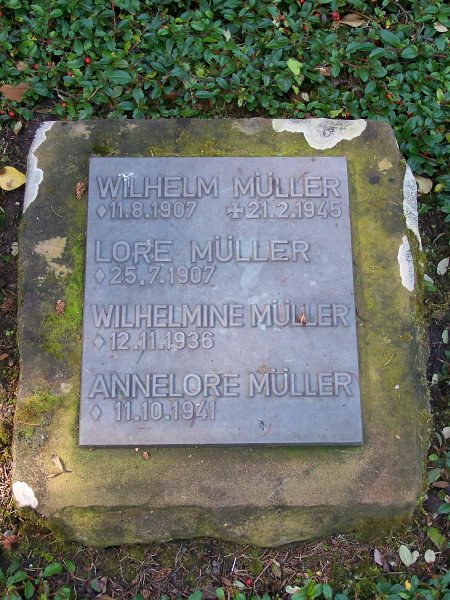 WILHELM MÜLLER
◊11.8.1907 ✠21.2.1945
LORE MÜLLER
◊25.7.1907
WILHELMINE MÜLLER
◊12.11.1936
ANNELORE MÜLLER
◊11.10.1941